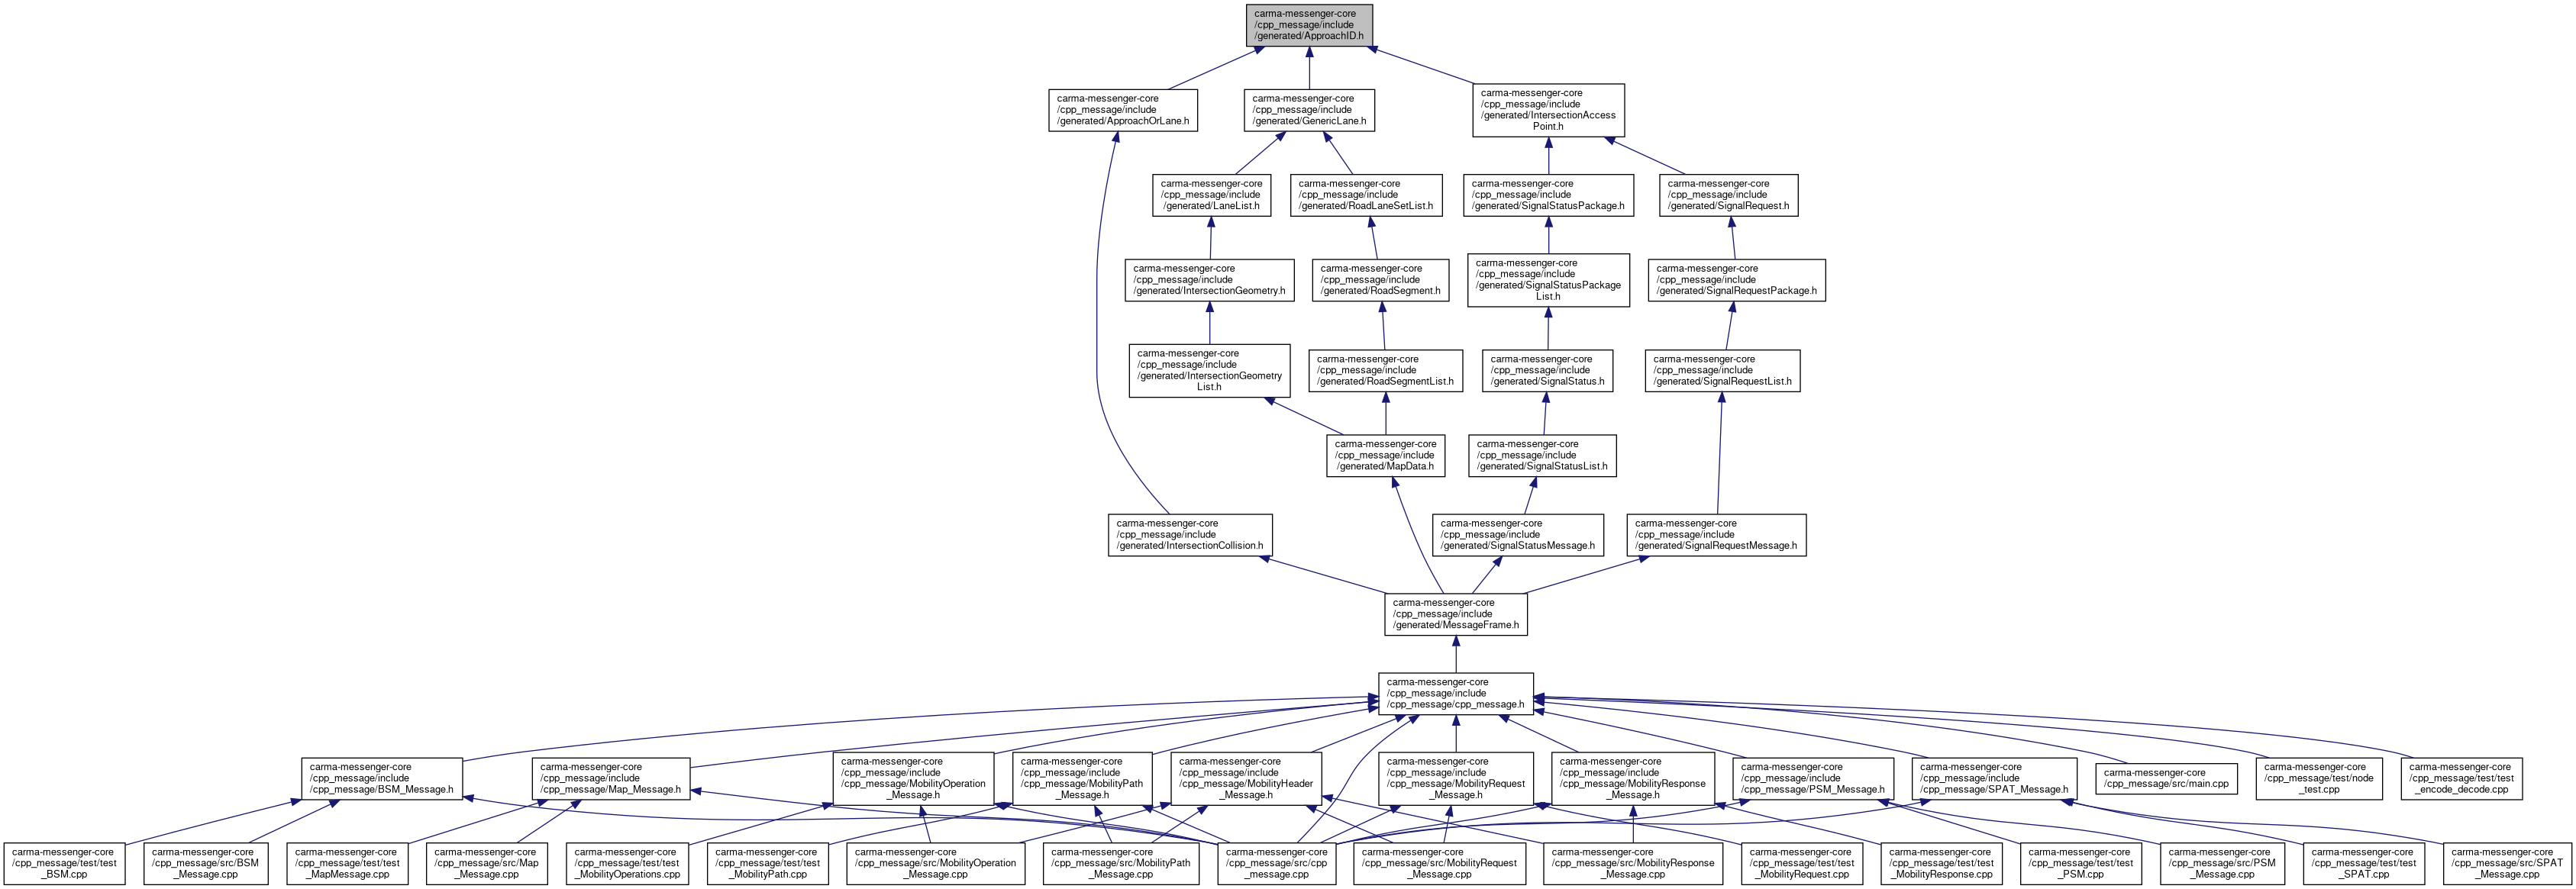 carma-messenger-core
/cpp_message/include
/generated/ApproachID.h
carma-messenger-core
/cpp_message/include
/generated/ApproachOrLane.h
carma-messenger-core
/cpp_message/include
/generated/GenericLane.h
carma-messenger-core
/cpp_message/include
/generated/IntersectionAccess
Point.h
carma-messenger-core
/cpp_message/include
/generated/LaneList.h
carma-messenger-core
/cpp_message/include
/generated/RoadLaneSetList.h
carma-messenger-core
/cpp_message/include
/generated/SignalStatusPackage.h
carma-messenger-core
/cpp_message/include
/generated/SignalRequest.h
carma-messenger-core
/cpp_message/include
/generated/IntersectionGeometry.h
carma-messenger-core
/cpp_message/include
/generated/RoadSegment.h
carma-messenger-core
/cpp_message/include
/generated/SignalStatusPackage
List.h
carma-messenger-core
/cpp_message/include
/generated/SignalRequestPackage.h
carma-messenger-core
/cpp_message/include
/generated/IntersectionGeometry
List.h
carma-messenger-core
/cpp_message/include
/generated/RoadSegmentList.h
carma-messenger-core
/cpp_message/include
/generated/SignalStatus.h
carma-messenger-core
/cpp_message/include
/generated/SignalRequestList.h
carma-messenger-core
/cpp_message/include
/generated/MapData.h
carma-messenger-core
/cpp_message/include
/generated/SignalStatusList.h
carma-messenger-core
/cpp_message/include
/generated/IntersectionCollision.h
carma-messenger-core
/cpp_message/include
/generated/SignalStatusMessage.h
carma-messenger-core
/cpp_message/include
/generated/SignalRequestMessage.h
carma-messenger-core
/cpp_message/include
/generated/MessageFrame.h
carma-messenger-core
/cpp_message/include
/cpp_message/cpp_message.h
carma-messenger-core
/cpp_message/include
/cpp_message/BSM_Message.h
carma-messenger-core
/cpp_message/include
/cpp_message/Map_Message.h
carma-messenger-core
/cpp_message/include
/cpp_message/MobilityOperation
_Message.h
carma-messenger-core
/cpp_message/include
/cpp_message/MobilityPath
_Message.h
carma-messenger-core
/cpp_message/include
/cpp_message/MobilityHeader
_Message.h
carma-messenger-core
/cpp_message/include
/cpp_message/MobilityRequest
_Message.h
carma-messenger-core
/cpp_message/include
/cpp_message/MobilityResponse
_Message.h
carma-messenger-core
/cpp_message/include
/cpp_message/PSM_Message.h
carma-messenger-core
/cpp_message/include
/cpp_message/SPAT_Message.h
carma-messenger-core
/cpp_message/src/main.cpp
carma-messenger-core
/cpp_message/test/node
_test.cpp
carma-messenger-core
/cpp_message/test/test
_encode_decode.cpp
carma-messenger-core
/cpp_message/test/test
_BSM.cpp
carma-messenger-core
/cpp_message/src/BSM
_Message.cpp
carma-messenger-core
/cpp_message/test/test
_MapMessage.cpp
carma-messenger-core
/cpp_message/src/Map
_Message.cpp
carma-messenger-core
/cpp_message/test/test
_MobilityOperations.cpp
carma-messenger-core
/cpp_message/test/test
_MobilityPath.cpp
carma-messenger-core
/cpp_message/src/MobilityOperation
_Message.cpp
carma-messenger-core
/cpp_message/src/MobilityPath
_Message.cpp
carma-messenger-core
/cpp_message/src/cpp
_message.cpp
carma-messenger-core
/cpp_message/src/MobilityRequest
_Message.cpp
carma-messenger-core
/cpp_message/src/MobilityResponse
_Message.cpp
carma-messenger-core
/cpp_message/test/test
_MobilityRequest.cpp
carma-messenger-core
/cpp_message/test/test
_MobilityResponse.cpp
carma-messenger-core
/cpp_message/test/test
_PSM.cpp
carma-messenger-core
/cpp_message/src/PSM
_Message.cpp
carma-messenger-core
/cpp_message/test/test
_SPAT.cpp
carma-messenger-core
/cpp_message/src/SPAT
_Message.cpp